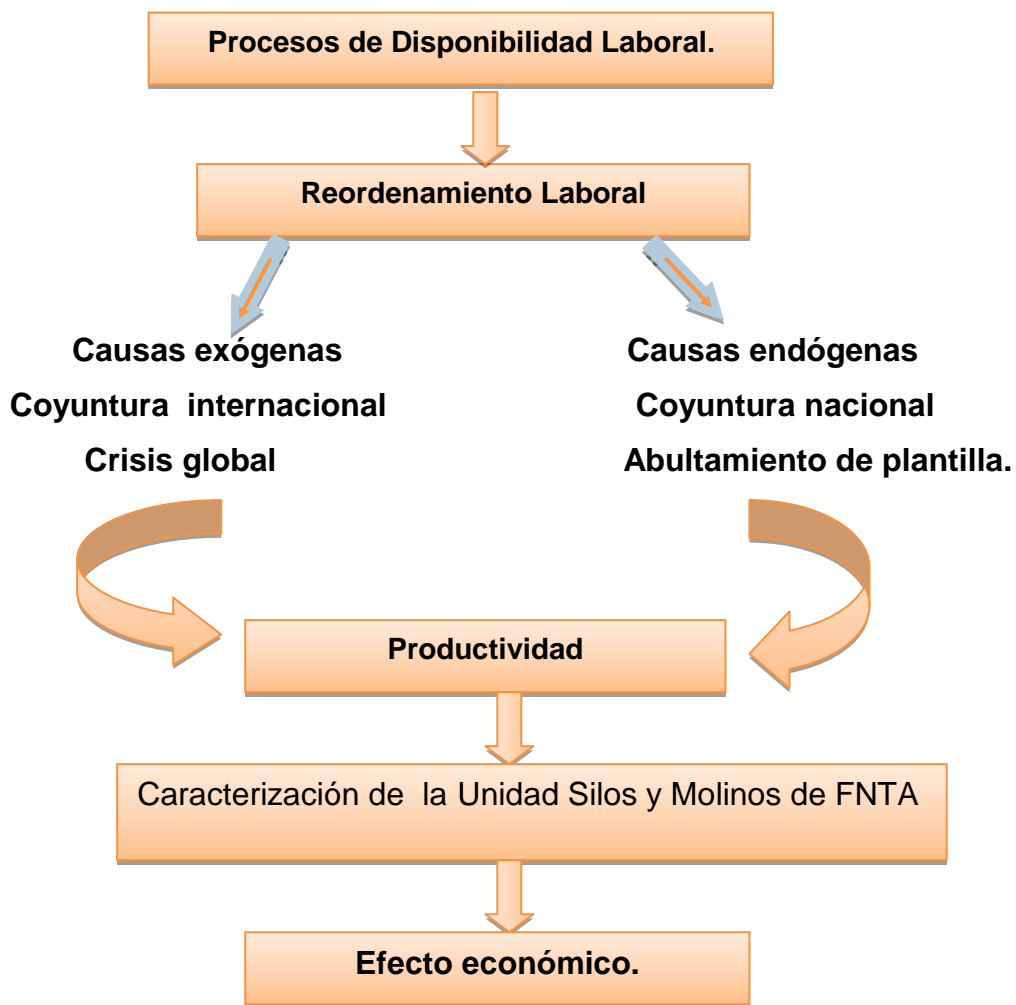 Procesos de Disponibilidad Laboral.
Reordenamiento Laboral
Causas exógenas
Coyuntura internacional
Crisis global
Causas endógenas
Coyuntura nacional
Abultamiento de plantilla.
Productividad
Caracterización de la Unidad Silos y Molinos de FNTA
Efecto económico.